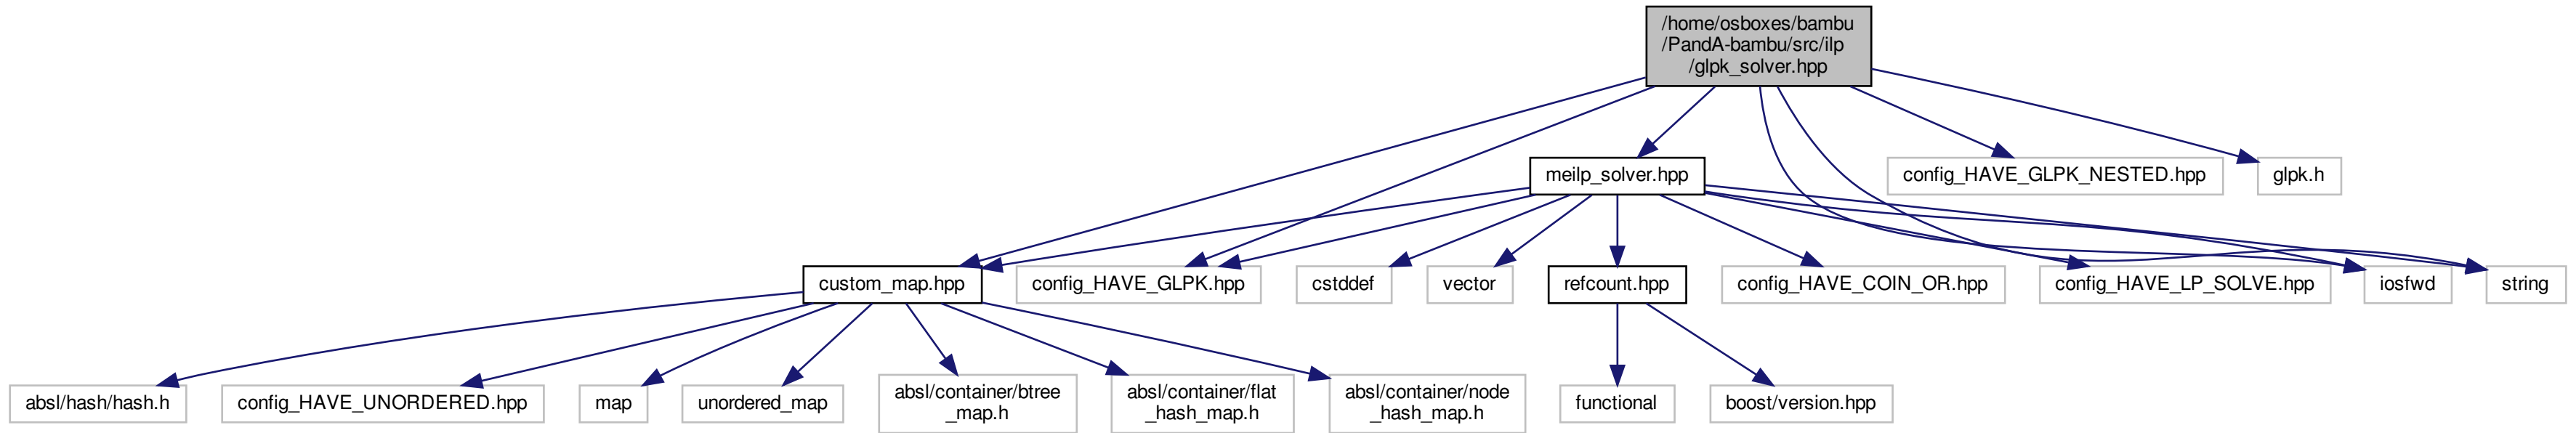 /home/osboxes/bambu
/PandA-bambu/src/ilp
/glpk_solver.hpp
meilp_solver.hpp
config_HAVE_GLPK_NESTED.hpp
glpk.h
custom_map.hpp
config_HAVE_GLPK.hpp
cstddef
vector
refcount.hpp
config_HAVE_COIN_OR.hpp
config_HAVE_LP_SOLVE.hpp
iosfwd
string
absl/hash/hash.h
config_HAVE_UNORDERED.hpp
map
unordered_map
absl/container/btree
_map.h
absl/container/flat
_hash_map.h
absl/container/node
_hash_map.h
functional
boost/version.hpp